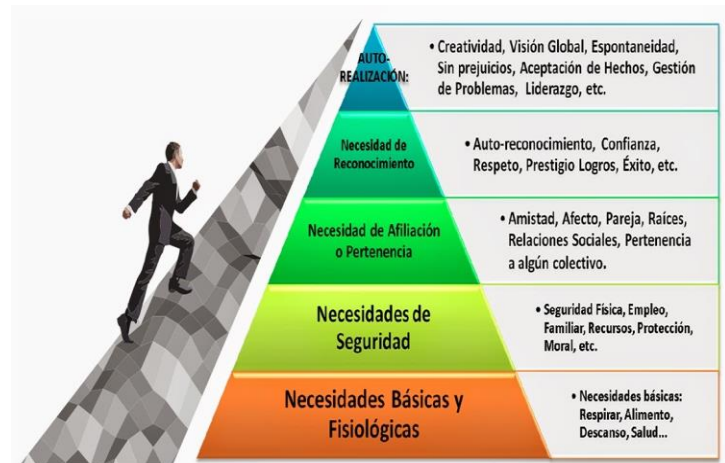 AUTO-
REALIZACIÓN:
• Creatividad, Visión Global, Espontaneidad,
Sin prejuicios, Aceptación de Hechos, Gestión
de Problemas, Liderazgo, etc.
Necesidad de
Reconocimiento
• Auto-reconocimiento, Confianza,
Respeto, Prestigio Logros, Éxito, etc.
Necesidad de Afiliación
o Pertenencia
• Amistad, Afecto, Pareja, Raíces,
Relaciones Sociales, Pertenencia
a algún colectivo.
Necesidades de
Seguridad
• Seguridad Física, Empleo,
Familiar, Recursos, Protección,
Moral, etc.
Necesidades Básicas y
Fisiológicas
• Necesidades básicas:
Respirar, Alimento,
Descanso, Salud...